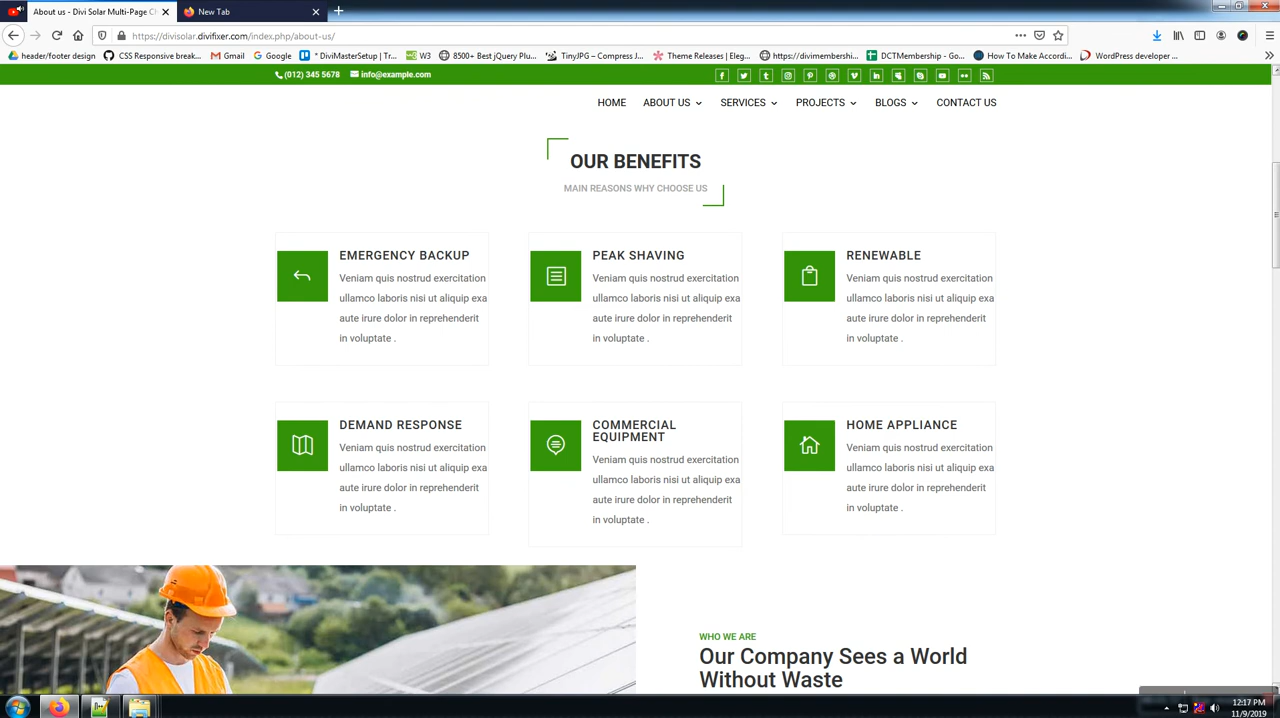 About us - Divi Solar Multi-Page C
New Tab
https://divisolar.divifixer.com/index.php/about-us/
header/footer design
CSS Responsive break...
Gmail
Google
* DiviMasterSetup | Tr...
W3
8500+ Best jQuery Plu...
TinyJPG – Compress J...
Theme Releases | Eleg...
https://divimembershi...
DCTMembership - Go...
How To Make Accordi...
WordPress developer ...
(012) 345 5678
info@example.com
HOME
ABOUT US
SERVICES
PROJECTS
BLOGS
CONTACT US
OUR BENEFITS
MAIN REASONS WHY CHOOSE US
EMERGENCY BACKUP
Veniam quis nostrud exercitation
ullamco laboris nisi ut aliquip exa
aute irure dolor in reprehenderit
in voluptate .
PEAK SHAVING
Veniam quis nostrud exercitation
ullamco laboris nisi ut aliquip exa
aute irure dolor in reprehenderit
in voluptate .
RENEWABLE
Veniam quis nostrud exercitation
ullamco laboris nisi ut aliquip exa
aute irure dolor in reprehenderit
in voluptate .
DEMAND RESPONSE
Veniam quis nostrud exercitation
ullamco laboris nisi ut aliquip exa
aute irure dolor in reprehenderit
in voluptate .
COMMERCIAL
EQUIPMENT
Veniam quis nostrud exercitation
ullamco laboris nisi ut aliquip exa
aute irure dolor in reprehenderit
in voluptate .
HOME APPLIANCE
Veniam quis nostrud exercitation
ullamco laboris nisi ut aliquip exa
aute irure dolor in reprehenderit
in voluptate .
WHO WE ARE
Our Company Sees a World
Without Waste
12:17 PM
11/9/2019